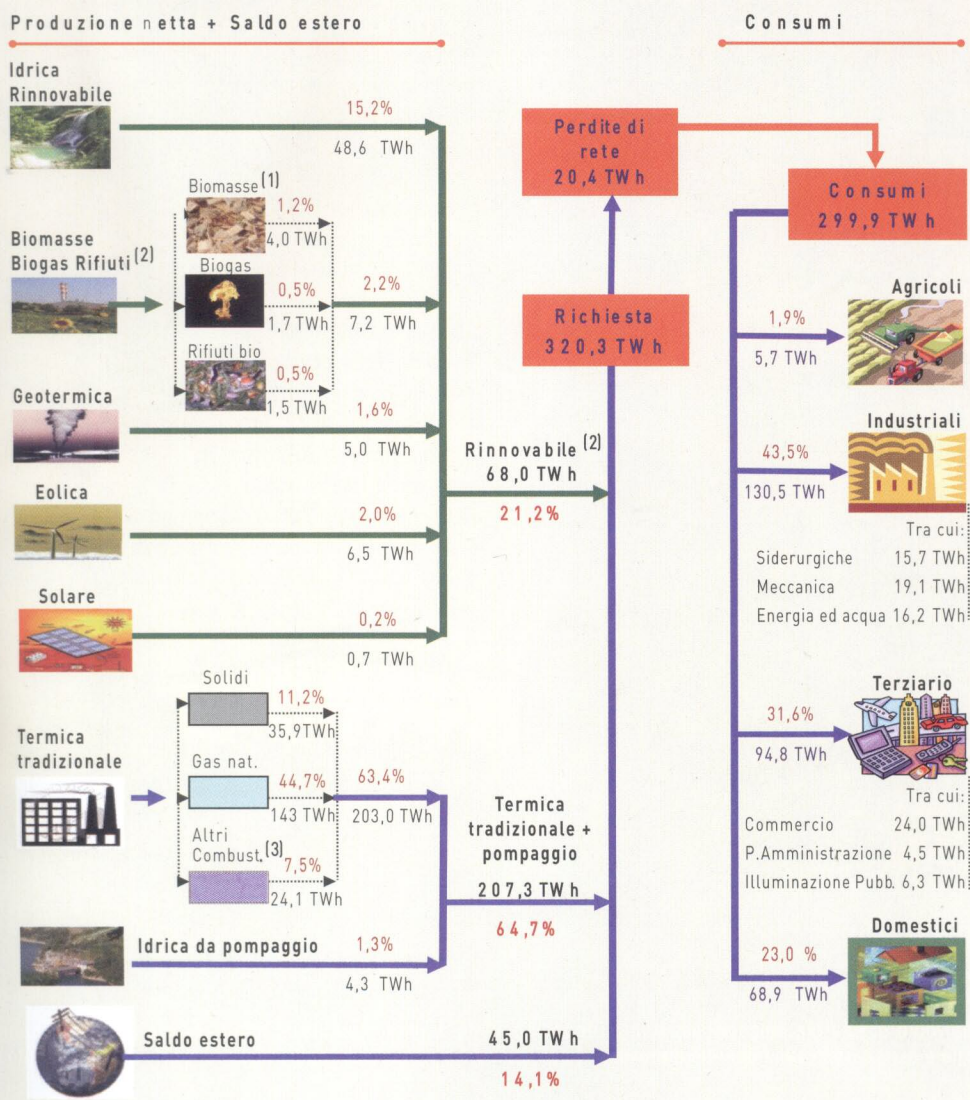 Produzione netta + Saldo estero
Consumi
Idrica
Rinnovabile
15,2%
48,6 TWh
Biomasse
Biogas Rifiuti (2)
Biomasse (1)
1,2%
4,0 TWh
Biogas
0,5%
1,7 TWh
Rifiuti bio
0,5%
1,5 TWh
2,2%
7,2 TWh
Geotermica
1,6%
5,0 TWh
Eolica
2,0%
6,5 TWh
Solare
0,2%
0,7 TWh
Rinnovabile (2)
68,0 TWh
21,2%
Termica
tradizionale
Solidi
11,2%
35,9TWh
Gas nat.
44,7%
143 TWh
Altri
Combust. (3)
7,5%
24,1 TWh
63,4%
203,0 TWh
Idrica da pompaggio
1,3%
4,3 TWh
Termica
tradizionale +
pompaggio
207,3 TWh
64,7%
Saldo estero
45,0 TWh
14,1%
Perdite di
rete
20,4 TWh
Richiesta
320,3 TWh
Consumi
299,9 TWh
Agricoli
1,9%
5,7 TWh
Industriali
43,5%
130,5 TWh
Tra cui:
Siderurgiche 15,7 TWh
Meccanica 19,1 TWh
Energia ed acqua 16,2 TWh
Terziario
31,6%
94,8 TWh
Tra cui:
Commercio 24,0 TWh
P.Amministrazione 4,5 TWh
Illuminazione Pubb. 6,3 TWh
Domestici
23,0 %
68,9 TWh